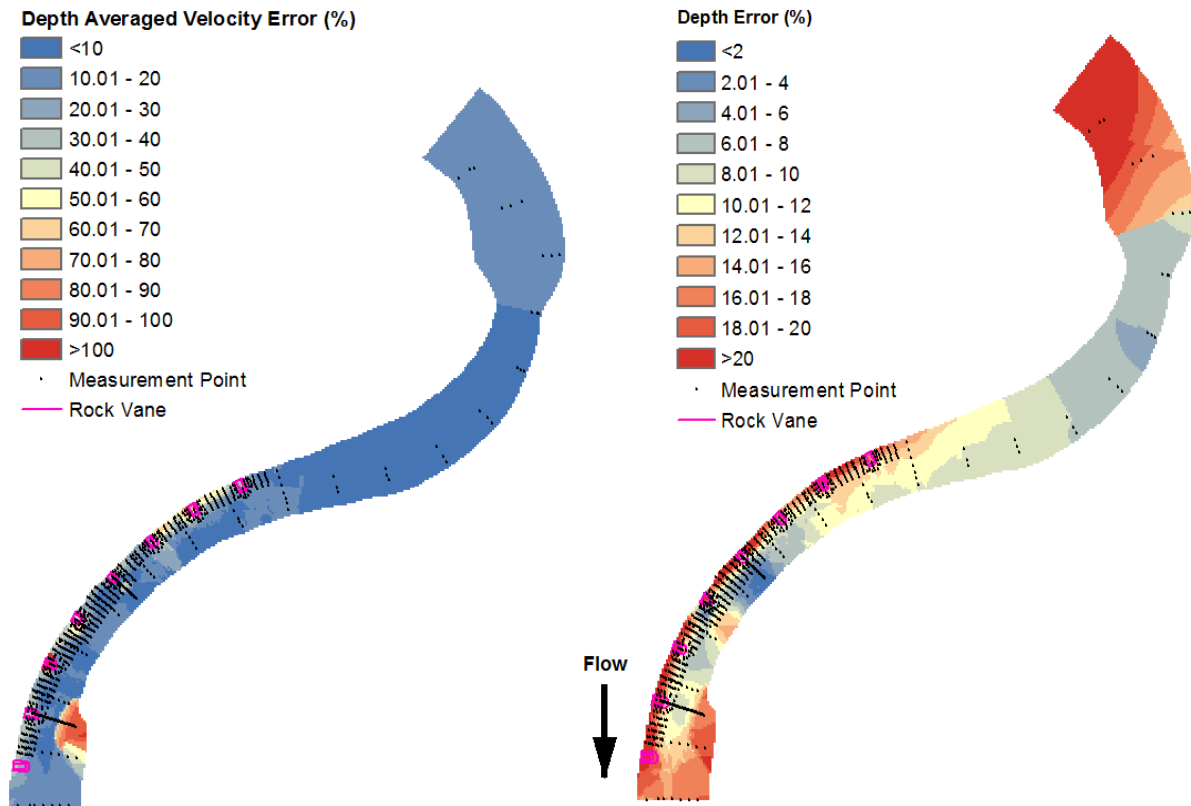 Depth Averaged Velocity Error (%)
<10
10.01 - 20
20.01 - 30
30.01 - 40
40.01 - 50
50.01 - 60
60.01 - 70
70.01 - 80
80.01 - 90
90.01 - 100
>100
Measurement Point
Rock Vane
Depth Error (%)
<2
2.01 - 4
4.01 - 6
6.01 - 8
8.01 - 10
10.01 - 12
12.01 - 14
14.01 - 16
16.01 - 18
18.01 - 20
>20
Measurement Point
Rock Vane
Flow